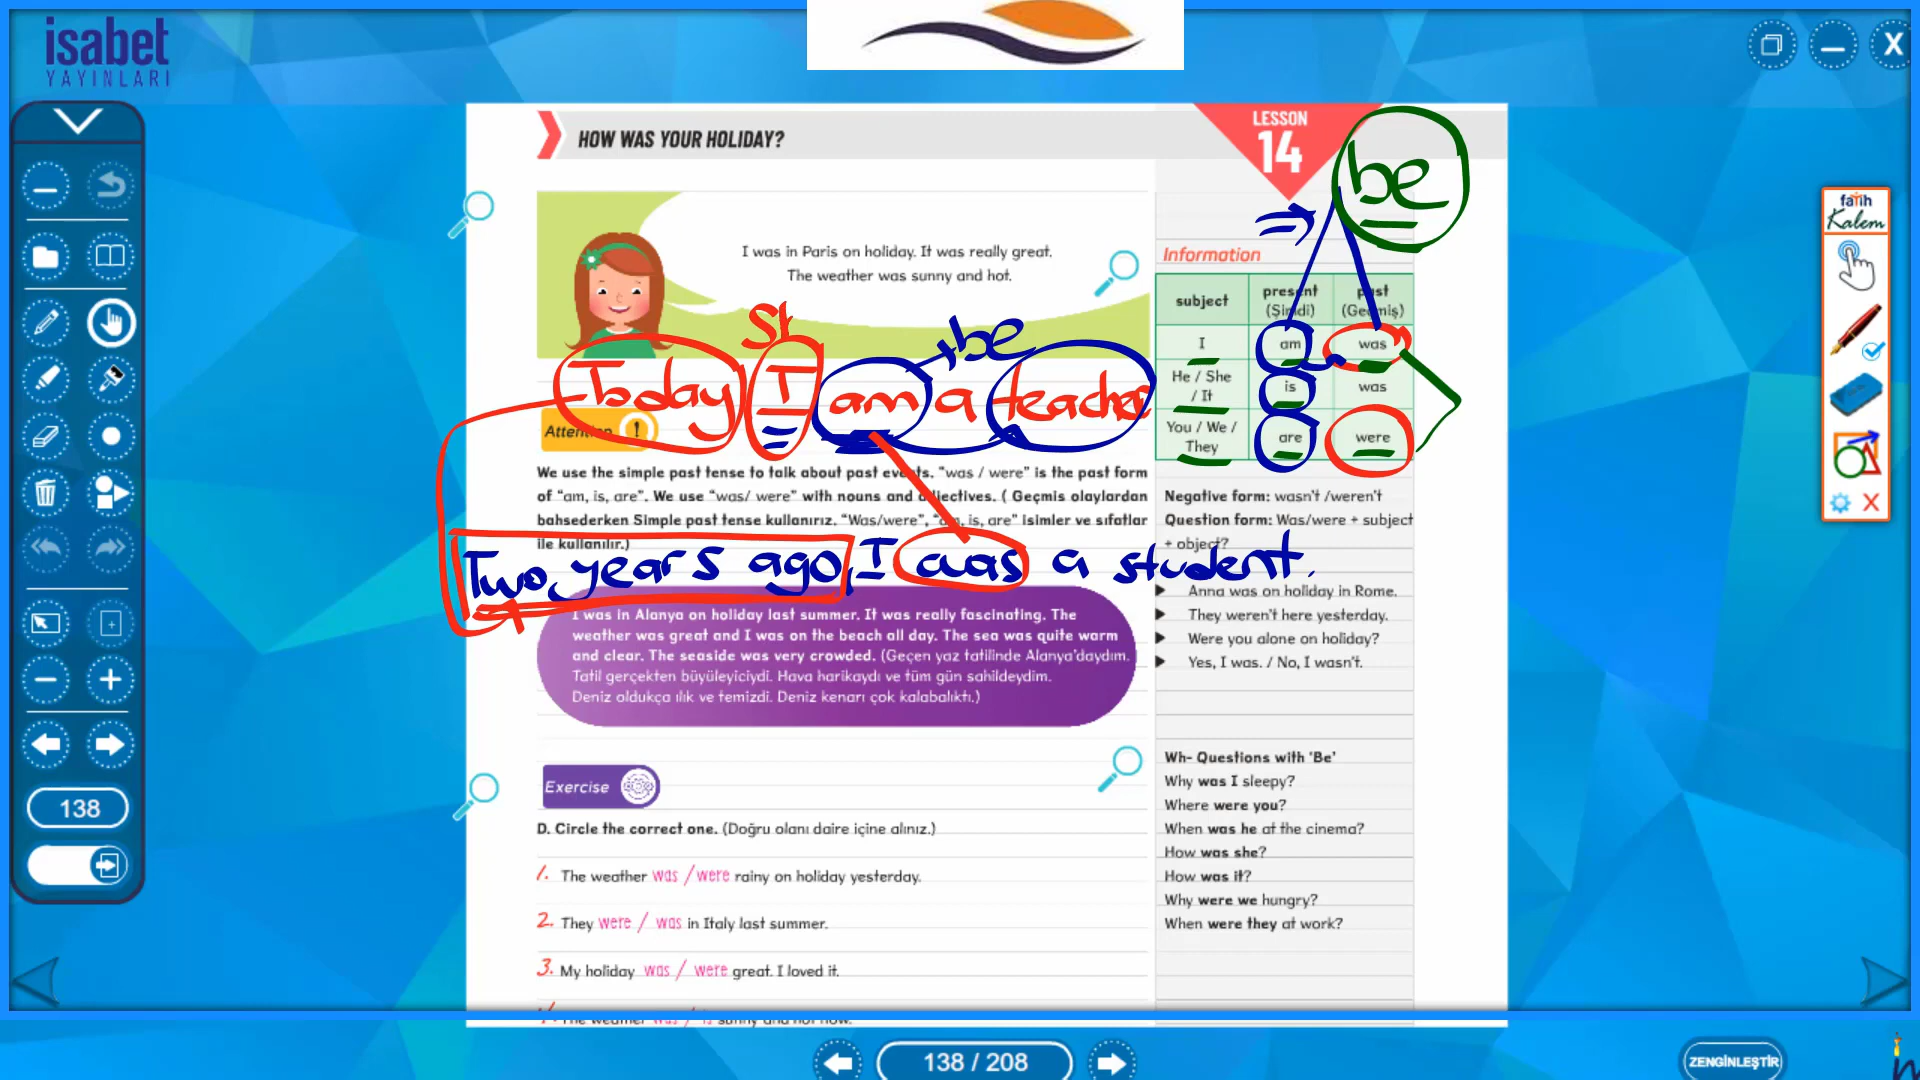 isabet
YAYINLARI
HOW WAS YOUR HOLIDAY?
LESSON
14
be
I was in Paris on holiday. It was really great.
The weather was sunny and hot.
Information
subject present (Şimdi) past (Geçmiş)
I am was
He / She / It is was
You / We / They are were
be
Today I am a teacher
Attention !
We use the simple past tense to talk about past events. "was / were" is the past form
of "am, is, are". We use "was/ were" with nouns and adjectives. ( Geçmis olaylardan
bahsederken Simple past tense kullanırız. "Was/were", "am, is, are" isimler ve sıfatlar
ile kullanılır.)
Two years ago, I was a student.
I was in Alanya on holiday last summer. It was really fascinating. The
weather was great and I was on the beach all day. The sea was quite warm
and clear. The seaside was very crowded. (Geçen yaz tatilinde Alanya'daydım.
Tatil gerçekten büyüleyiciydi. Hava harikaydı ve tüm gün sahildeydim.
Deniz oldukça ılık ve temizdi. Deniz kenarı çok kalabalıktı.)
Negative form: wasn't /weren't
Question form: Was/were + subject
+ object?
Anna was on holiday in Rome.
They weren't here yesterday.
Were you alone on holiday?
Yes, I was. / No, I wasn't.
Wh- Questions with 'Be'
Why was I sleepy?
Where were you?
When was he at the cinema?
How was she?
How was it?
Why were we hungry?
When were they at work?
Exercise
D. Circle the correct one. (Doğru olanı daire içine alınız.)
1. The weather was / were rainy on holiday yesterday.
2. They were / was in Italy last summer.
3. My holiday was / were great. I loved it.
The weather was / is sunny and hot now.
fatih
Kalem
138
138 / 208
ZENGİNLEŞTİR